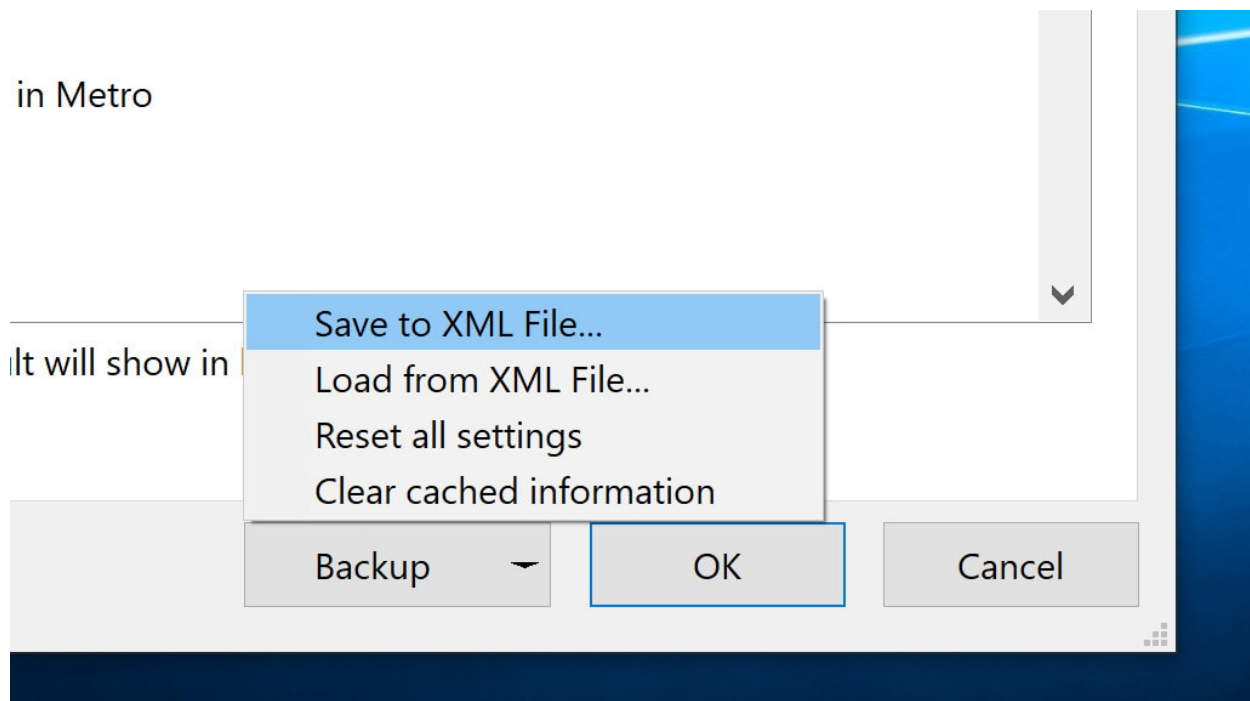 in Metro
Save to XML File...
lt will show in
Load from XML File...
Reset all settings
Clear cached information
Backup
OK
Cancel